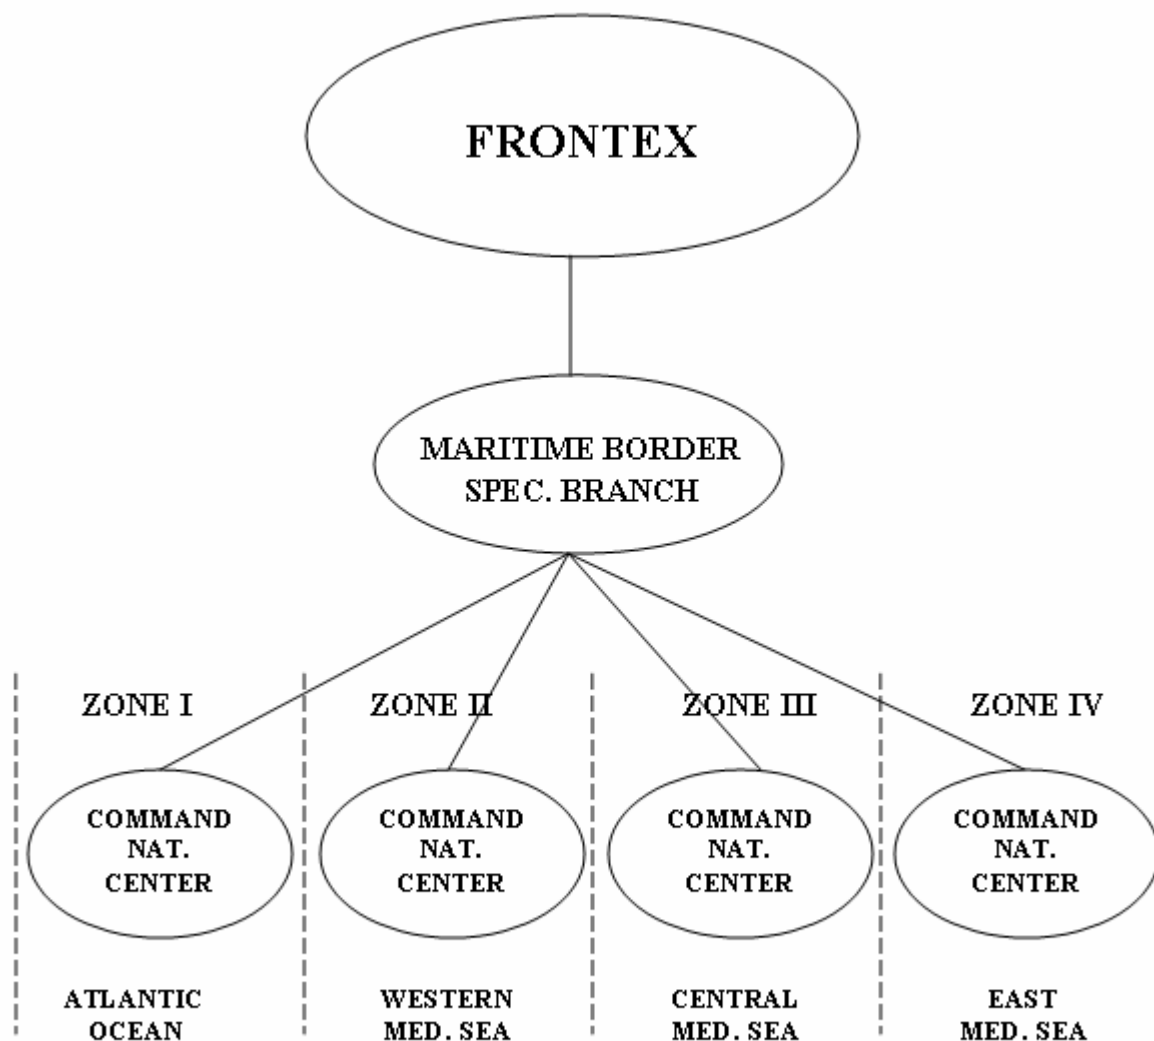 FRONTEX
MARITIME BORDER
SPEC. BRANCH
ZONE I
ZONE II
ZONE III
ZONE IV
COMMAND
NAT.
CENTER
COMMAND
NAT.
CENTER
COMMAND
NAT.
CENTER
COMMAND
NAT.
CENTER
ATLANTIC
OCEAN
WESTERN
MED. SEA
CENTRAL
MED. SEA
EAST
MED. SEA